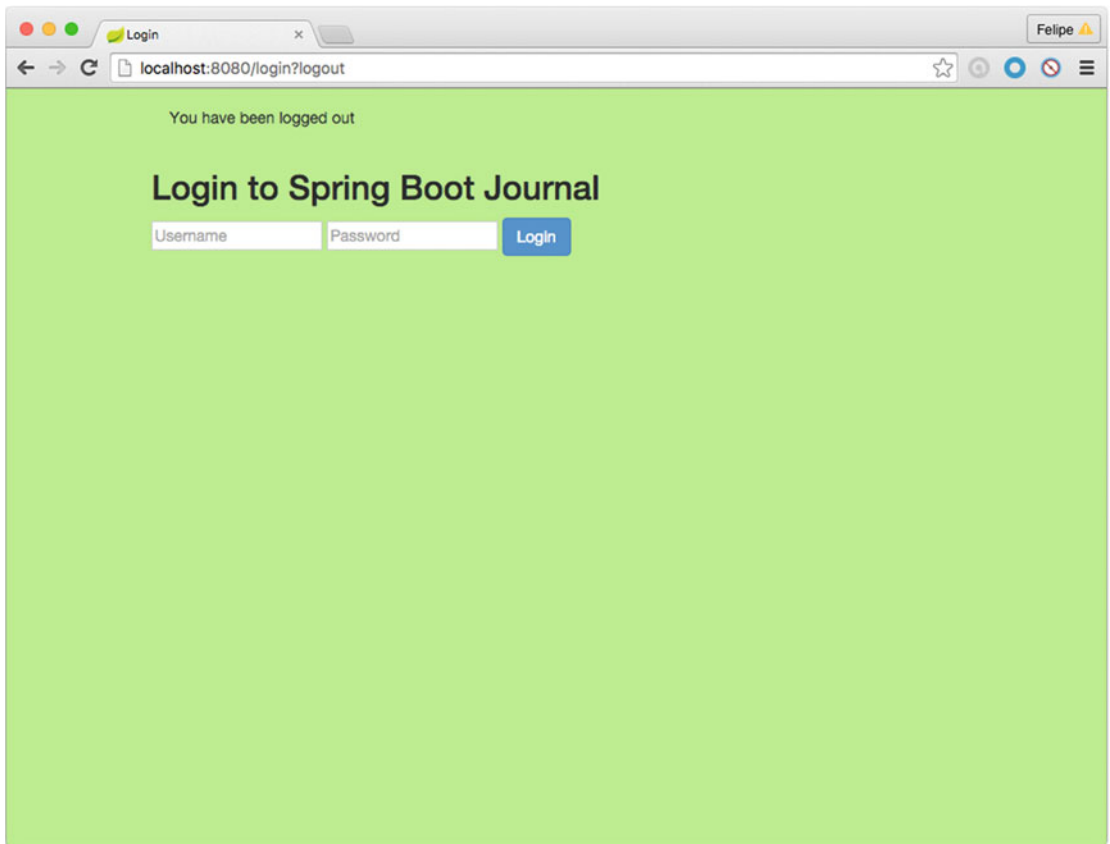 Login
Felipe
localhost:8080/login?logout
You have been logged out
Login to Spring Boot Journal
Username Password Login